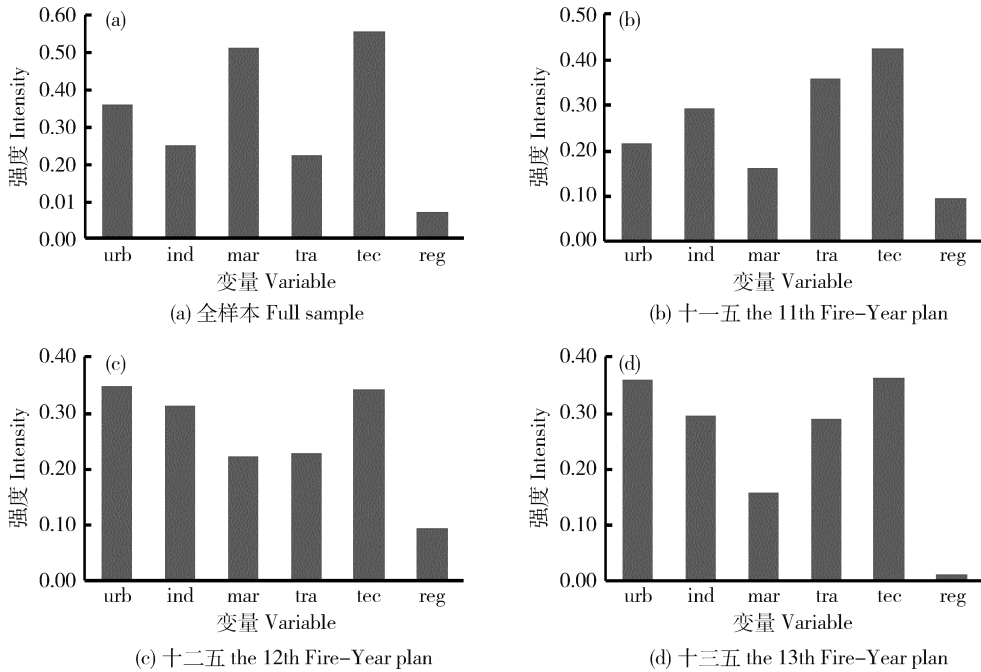 (a)
0.60
0.50
0.40
0.30
0.20
0.01
0.00
强度 Intensity
urb ind mar tra tec reg
变量 Variable
(a) 全样本 Full sample
(b)
0.50
0.40
0.30
0.20
0.10
0.00
强度 Intensity
urb ind mar tra tec reg
变量 Variable
(b) 十一五 the 11th Fire-Year plan
(c)
0.40
0.30
0.20
0.10
0.00
强度 Intensity
urb ind mar tra tec reg
变量 Variable
(c) 十二五 the 12th Fire-Year plan
(d)
0.40
0.30
0.20
0.10
0.00
强度 Intensity
urb ind mar tra tec reg
变量 Variable
(d) 十三五 the 13th Fire-Year plan